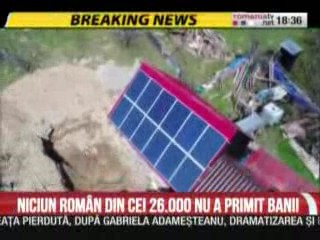 BREAKING NEWS
romaniatv
.net
18:36
NICIUN ROMÂN DIN CEI 26.000 NU A PRIMIT BANII
EAȚA PIERDUTĂ, DUPĂ GABRIELA ADAMEȘTEANU, DRAMATIZAREA ȘI